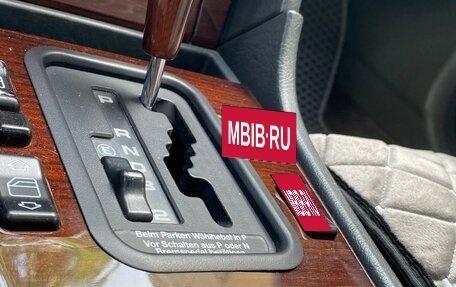 P
R
N
E
D
3
2
MBIB·RU
Beim Parken Wählhebel in P
Vor Schalten aus P oder N
Bremspedal betätigen